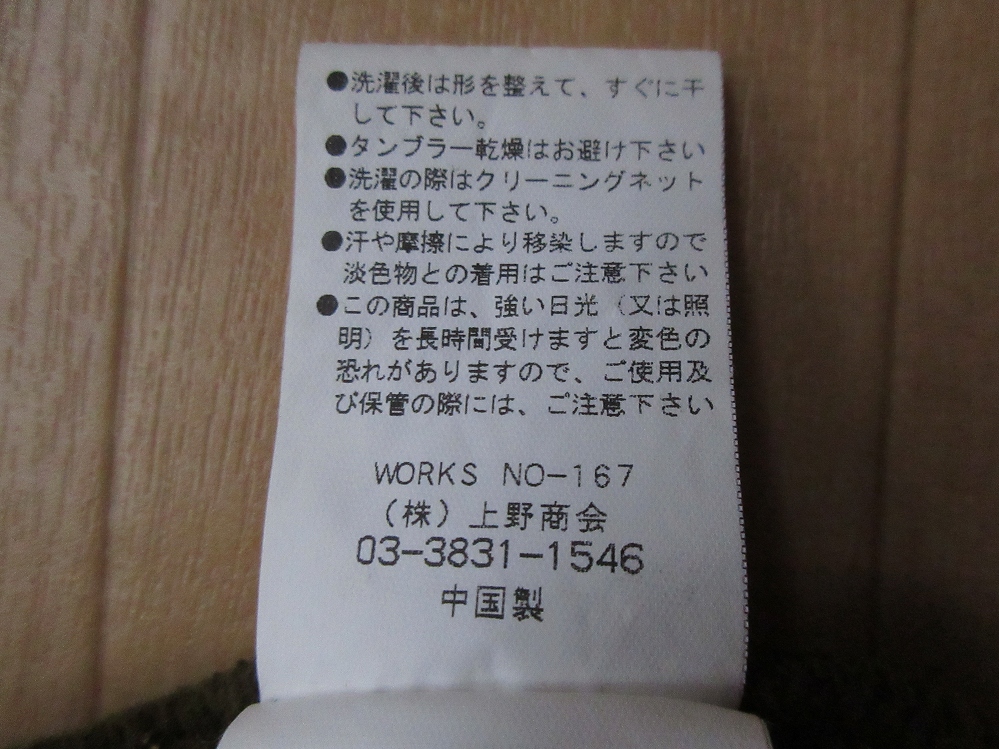 ●洗濯後は形を整えて、すぐに干
して下さい。
●タンブラー乾燥はお避け下さい
●洗濯の際はクリーニングネット
を使用して下さい。
●汗や摩擦により移染しますので
淡色物との着用はご注意下さい
●この商品は、強い日光（又は照
明）を長時間受けますと変色の
恐れがありますので、ご使用及
び保管の際には、ご注意下さい
WORKS NO-167
（株）上野商会
03-3831-1546
中国製